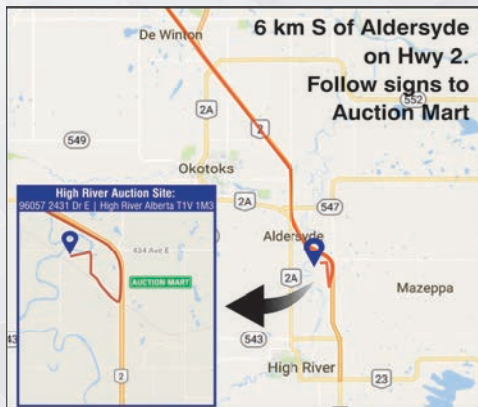 6 km S of Aldersyde
on Hwy 2.
Follow signs to
Auction Mart
De Winton
2A
2
552
549
Okotoks
2A
547
High River Auction Site:
96057 2431 Dr E | High River Alberta T1V 1M3
Aldersyde
434 Ave E
2A
AUCTION MART
Mazeppa
543
2
High River
23